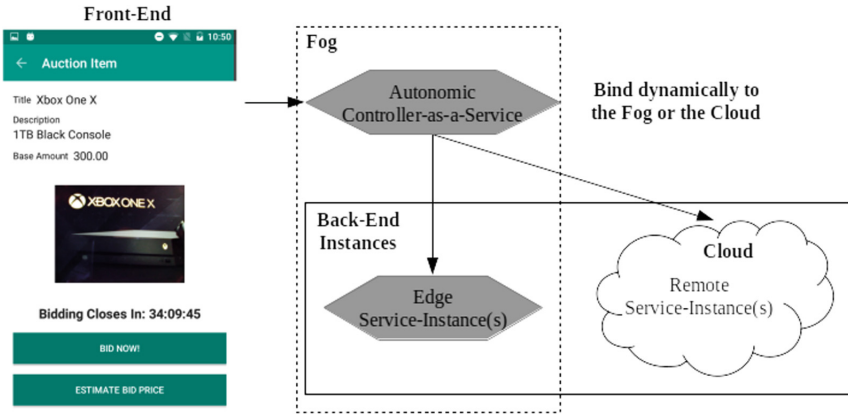 Front-End
10:50
Auction Item
Title Xbox One X
Description
1TB Black Console
Base Amount 300.00
XBOX ONE X
Bidding Closes In: 34:09:45
BID NOW!
ESTIMATE BID PRICE
Fog
Autonomic
Controller-as-a-Service
Bind dynamically to
the Fog or the Cloud
Back-End
Instances
Edge
Service-Instance(s)
Cloud
Remote
Service-Instance(s)